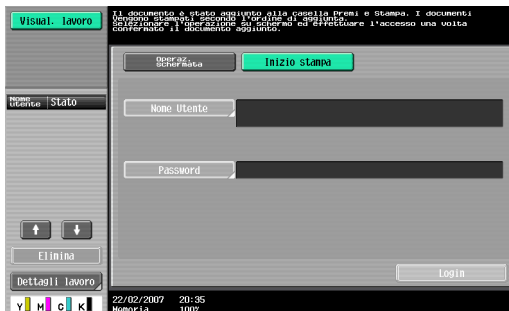 Visual. lavoro
Il documento è stato aggiunto alla casella Premi e Stampa. I documenti
Vengono stampati secondo l'ordine di aggiunta.
Selezionare l'operazione su schermo ed effettuare l'accesso una volta
confermato il documento aggiunto.
Operaz.
schermata
Inizio stampa
Nome
Utente
Stato
Nome Utente
Password
Elimina
Dettagli lavoro
Login
Y M C K
22/02/2007 20:35
Memoria 100%